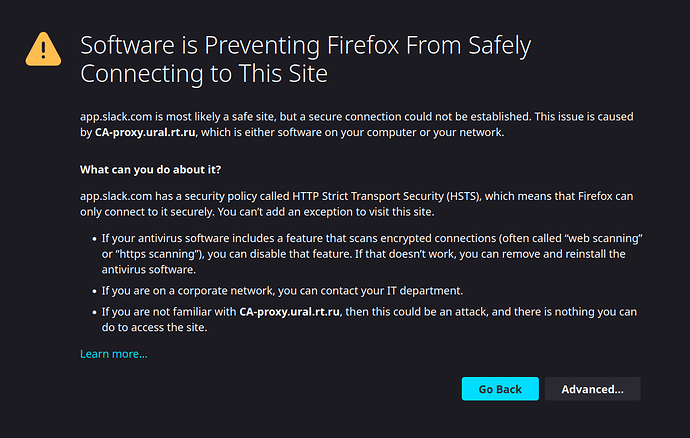 Software is Preventing Firefox From Safely
Connecting to This Site
app.slack.com is most likely a safe site, but a secure connection could not be established. This issue is caused
by CA-proxy.ural.rt.ru, which is either software on your computer or your network.
What can you do about it?
app.slack.com has a security policy called HTTP Strict Transport Security (HSTS), which means that Firefox can
only connect to it securely. You can’t add an exception to visit this site.
• If your antivirus software includes a feature that scans encrypted connections (often called “web scanning”
or “https scanning”), you can disable that feature. If that doesn’t work, you can remove and reinstall the
antivirus software.
• If you are on a corporate network, you can contact your IT department.
• If you are not familiar with CA-proxy.ural.rt.ru, then this could be an attack, and there is nothing you can
do to access the site.
Learn more…
Go Back
Advanced…